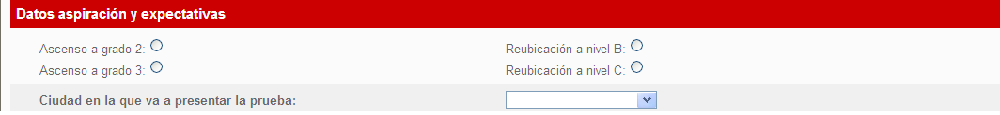 Datos aspiración y expectativas
Ascenso a grado 2: Reubicación a nivel B:
Ascenso a grado 3: Reubicación a nivel C:
Ciudad en la que va a presentar la prueba: